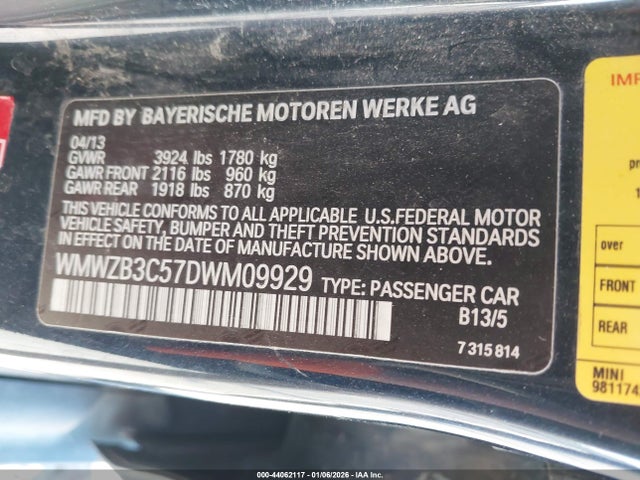 MFD BY BAYERISCHE MOTOREN WERKE AG
04/13
GVWR 3924 lbs 1780 kg
GAWR FRONT 2116 lbs 960 kg
GAWR REAR 1918 lbs 870 kg
THIS VEHICLE CONFORMS TO ALL APPLICABLE U.S.FEDERAL MOTOR
VEHICLE SAFETY, BUMPER AND THEFT PREVENTION STANDARDS
IN EFFECT ON THE DATE OF MANUFACTURE SHOWN ABOVE.
WMWZB3C57DWM09929 TYPE: PASSENGER CAR
B13/5
7 315 814
over
FRONT
REAR
MINI
000-44062117 - 01/06/2026 - IAA Inc.